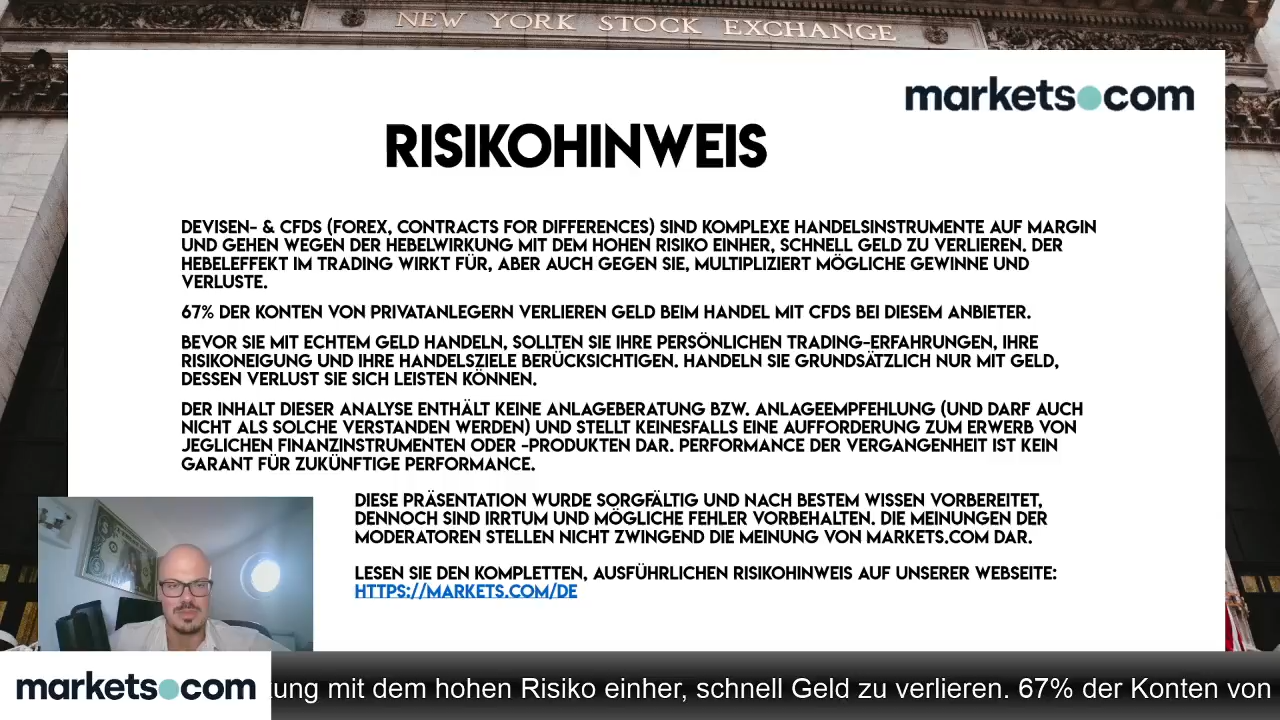 NEW YORK STOCK EXCHANGE
markets.com
RISIKOHINWEIS
DEVISEN- & CFDS (FOREX, CONTRACTS FOR DIFFERENCES) SIND KOMPLEXE HANDELSINSTRUMENTE AUF MARGIN
UND GEHEN WEGEN DER HEBELWIRKUNG MIT DEM HOHEN RISIKO EINHER, SCHNELL GELD ZU VERLIEREN. DER
HEBELEFFEKT IM TRADING WIRKT FÜR, ABER AUCH GEGEN SIE, MULTIPLIZIERT MÖGLICHE GEWINNE UND
VERLUSTE.
67% DER KONTEN VON PRIVATANLEGERN VERLIEREN GELD BEIM HANDEL MIT CFDS BEI DIESEM ANBIETER.
BEVOR SIE MIT ECHTEM GELD HANDELN, SOLLTEN SIE IHRE PERSÖNLICHEN TRADING-ERFAHRUNGEN, IHRE
RISIKONEIGUNG UND IHRE HANDELSZIELE BERÜCKSICHTIGEN. HANDELN SIE GRUNDSÄTZLICH NUR MIT GELD,
DESSEN VERLUST SIE SICH LEISTEN KÖNNEN.
DER INHALT DIESER ANALYSE ENTHÄLT KEINE ANLAGEBERATUNG BZW. ANLAGEEMPFEHLUNG (UND DARF AUCH
NICHT ALS SOLCHE VERSTANDEN WERDEN) UND STELLT KEINESFALLS EINE AUFFORDERUNG ZUM ERWERB VON
JEGLICHEN FINANZINSTRUMENTEN ODER -PRODUKTEN DAR. PERFORMANCE DER VERGANGENHEIT IST KEIN
GARANT FÜR ZUKÜNFTIGE PERFORMANCE.
DIESE PRÄSENTATION WURDE SORGFÄLTIG UND NACH BESTEM WISSEN VORBEREITET,
DENNOCH SIND IRRTUM UND MÖGLICHE FEHLER VORBEHALTEN. DIE MEINUNGEN DER
MODERATOREN STELLEN NICHT ZWINGEND DIE MEINUNG VON MARKETS.COM DAR.
LESEN SIE DEN KOMPLETTEN, AUSFÜHRLICHEN RISIKOHINWEIS AUF UNSERER WEBSEITE:
HTTPS://MARKETS.COM/DE
markets.com
ung mit dem hohen Risiko einher, schnell Geld zu verlieren. 67% der Konten von